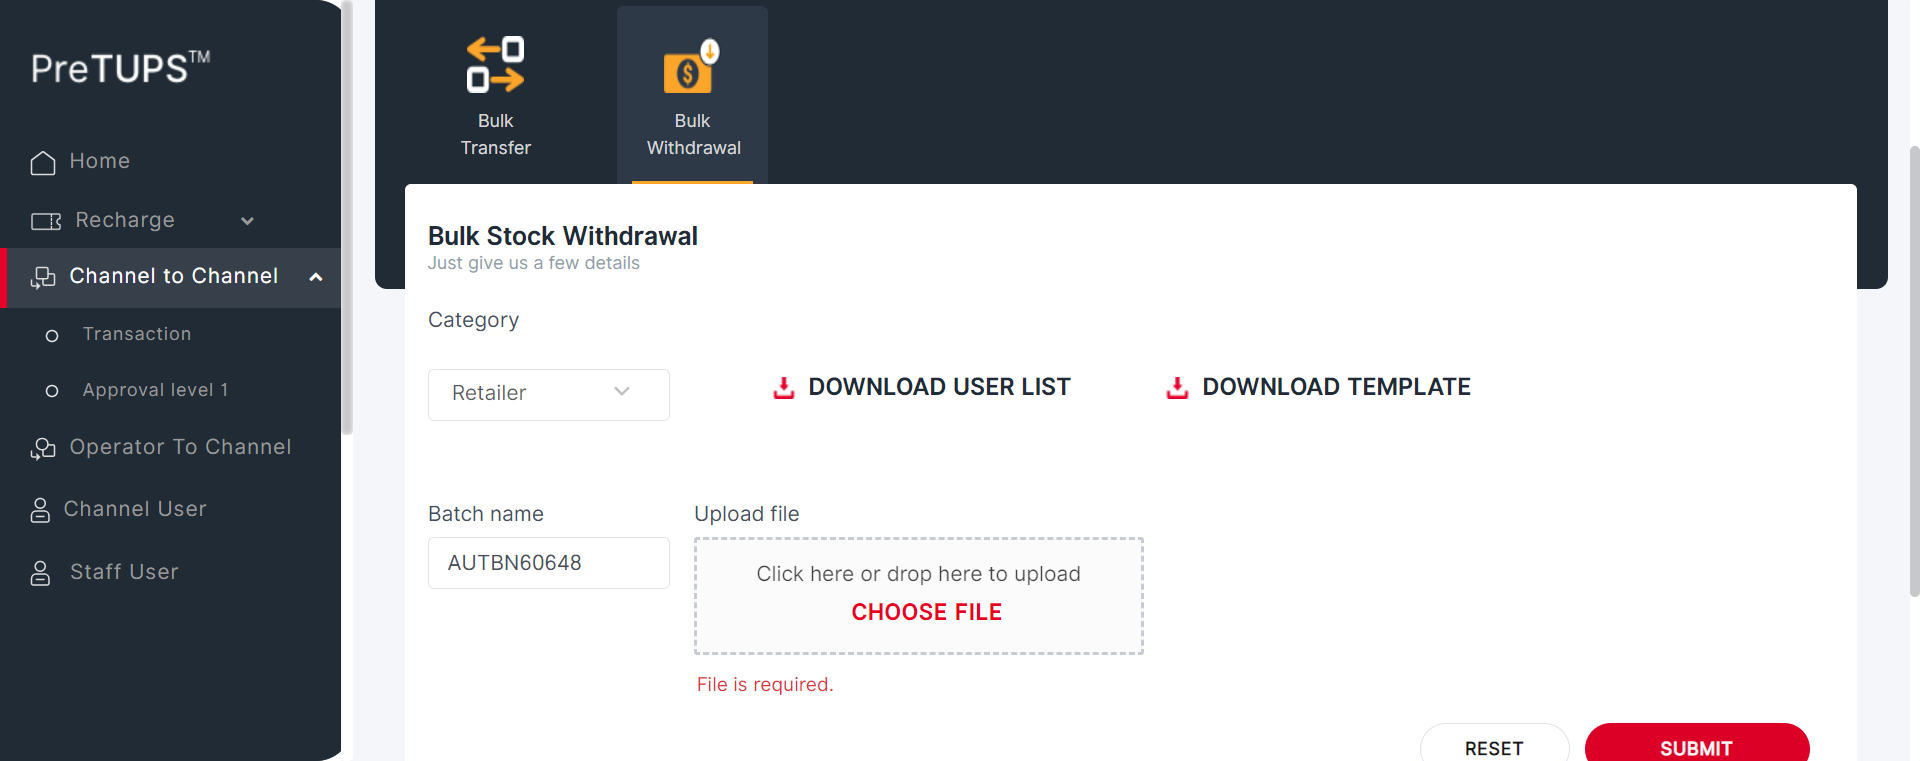 PreTUPS™
Home
Recharge
Channel to Channel
Transaction
Approval level 1
Operator To Channel
Channel User
Staff User
Bulk
Transfer
Bulk
Withdrawal
Bulk Stock Withdrawal
Just give us a few details
Category
Retailer
DOWNLOAD USER LIST
DOWNLOAD TEMPLATE
Batch name
Upload file
AUTBN60648
Click here or drop here to upload
CHOOSE FILE
File is required.
RESET
SUBMIT